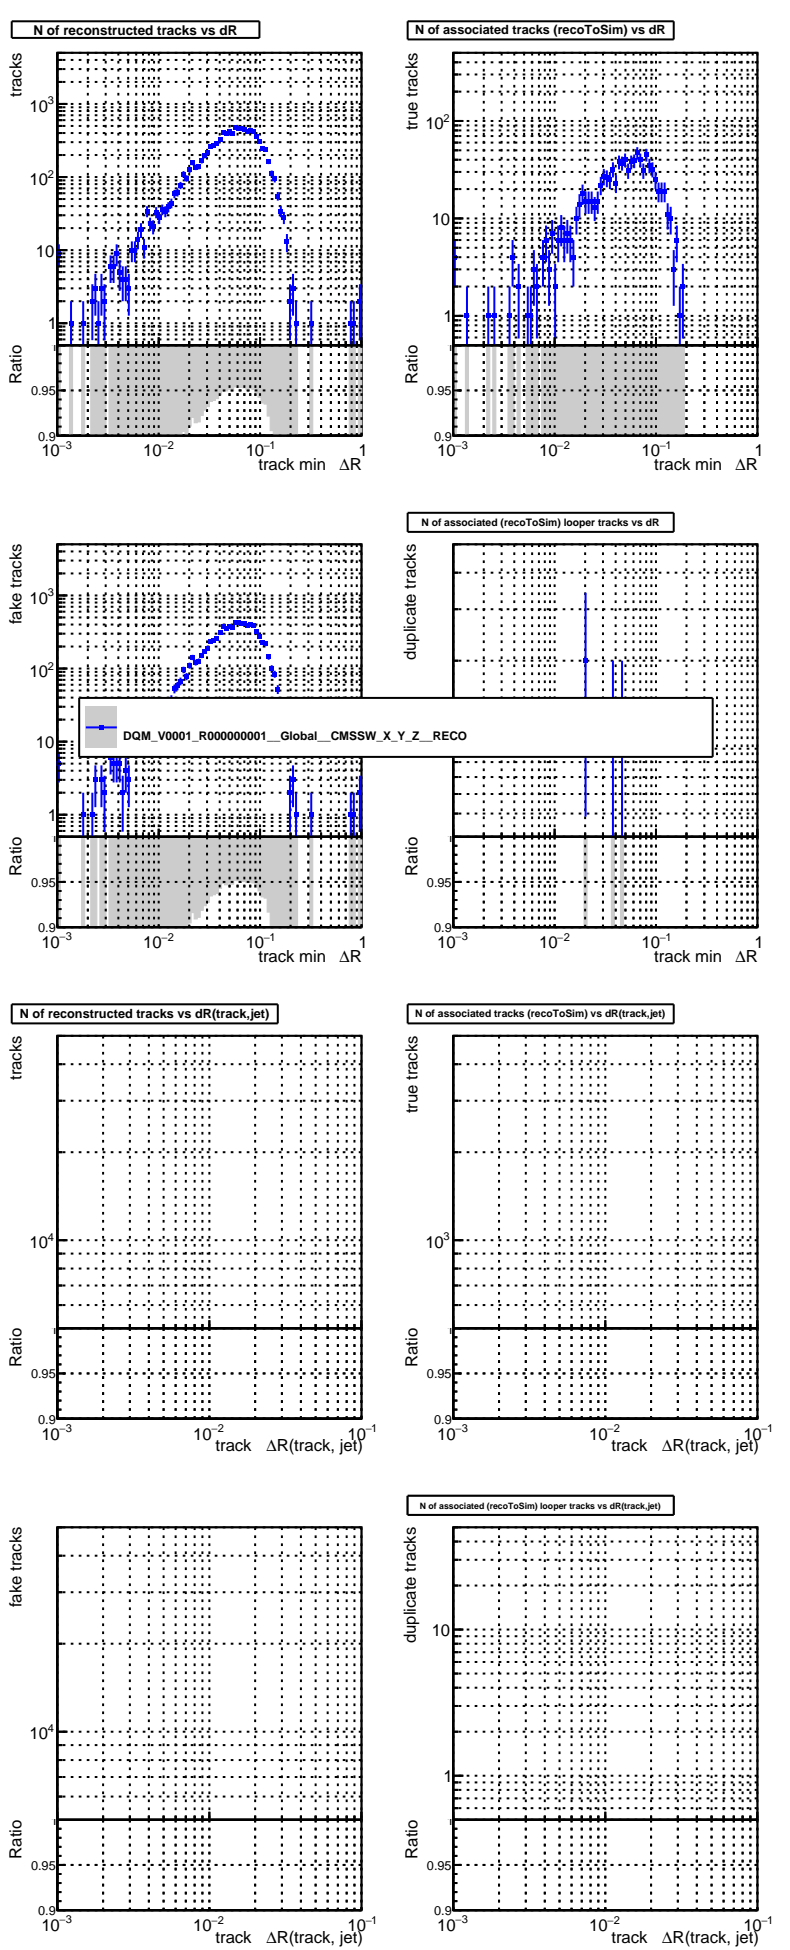 N of reconstructed tracks vs dR
N of associated tracks (recoToSim) vs dR
tracks
10³
10²
10
1
Ratio
0.95
0.9
10⁻³ 10⁻² 10⁻¹ 1
track min ΔR
true tracks
10²
10
1
Ratio
0.95
0.9
10⁻³ 10⁻² 10⁻¹ 1
track min ΔR
N of associated (recoToSim) looper tracks vs dR
fake tracks
10³
10²
10
1
Ratio
0.95
0.9
10⁻³ 10⁻² 10⁻¹ 1
track min ΔR
duplicate tracks
Ratio
0.95
0.9
10⁻³ 10⁻² 10⁻¹ 1
track min ΔR
DQM_V0001_R000000001__Global__CMSSW_X_Y_Z__RECO
N of reconstructed tracks vs dR(track,jet)
N of associated tracks (recoToSim) vs dR(track,jet)
tracks
10⁴
Ratio
0.95
0.9
10⁻³ 10⁻² 10⁻¹
track ΔR(track, jet)
true tracks
10³
Ratio
0.95
0.9
10⁻³ 10⁻² 10⁻¹
track ΔR(track, jet)
N of associated (recoToSim) looper tracks vs dR(track,jet)
fake tracks
10⁴
Ratio
0.95
0.9
10⁻³ 10⁻² 10⁻¹
track ΔR(track, jet)
duplicate tracks
10
1
Ratio
0.95
0.9
10⁻³ 10⁻² 10⁻¹
track ΔR(track, jet)